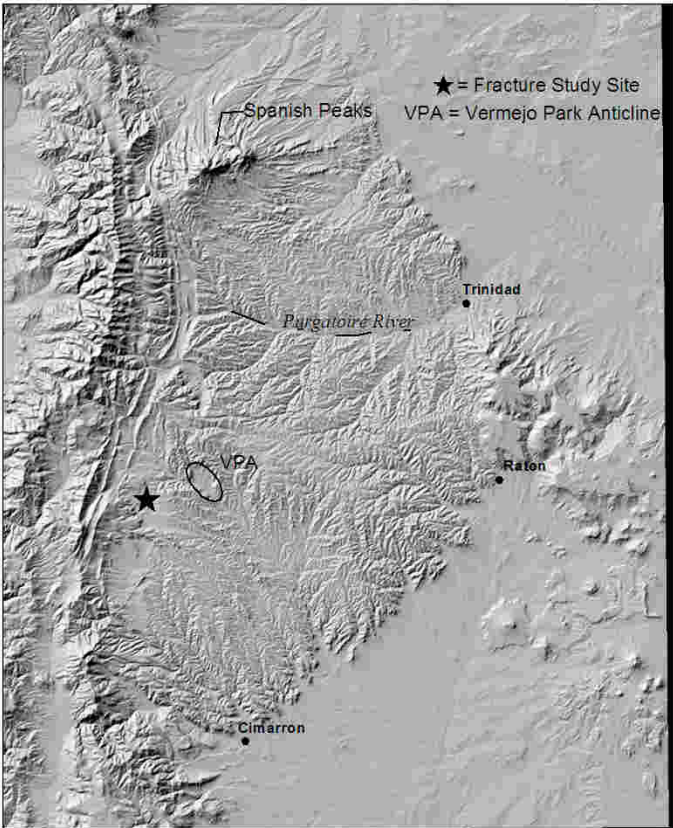 ★ = Fracture Study Site
Spanish Peaks
VPA = Vermejo Park Anticline
Trinidad
Purgatoire River
VPA
Raton
Cimarron